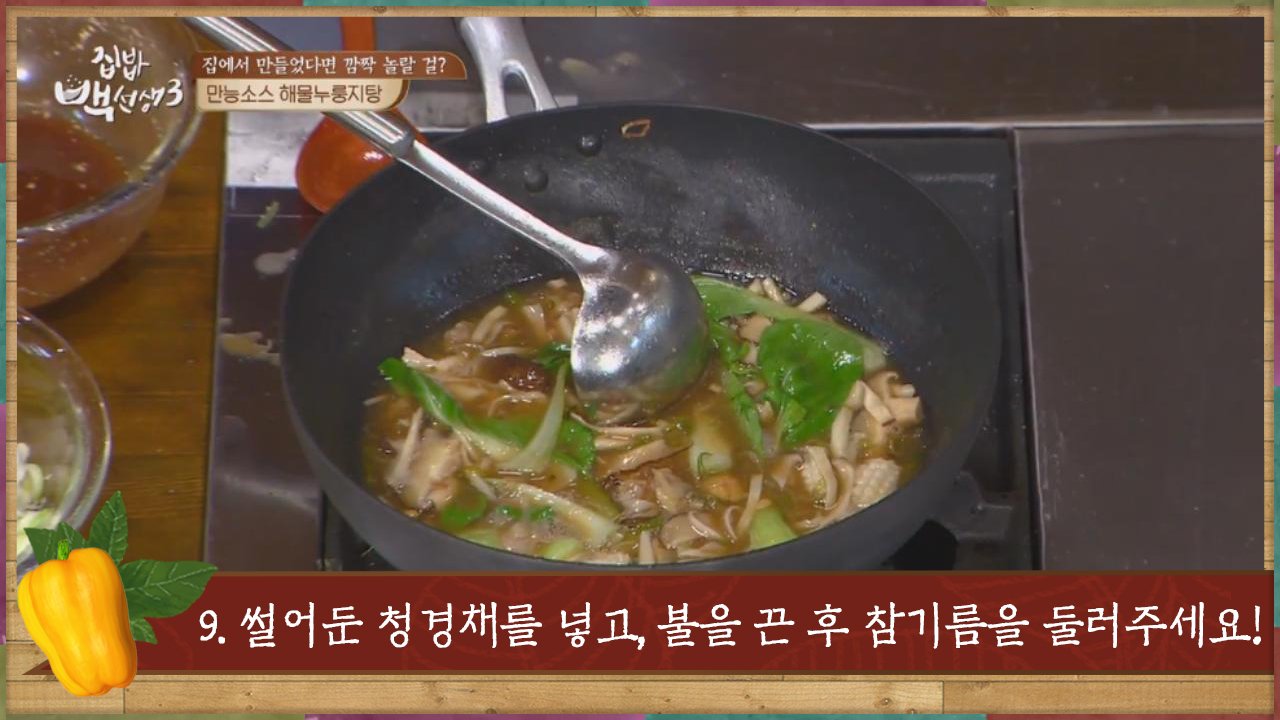 집밥
백선생3
집에서 만들었다면 깜짝 놀랄 걸?
만능소스 해물누룽지탕
9. 썰어둔 청경채를 넣고, 불을 끈 후 참기름을 둘러주세요!